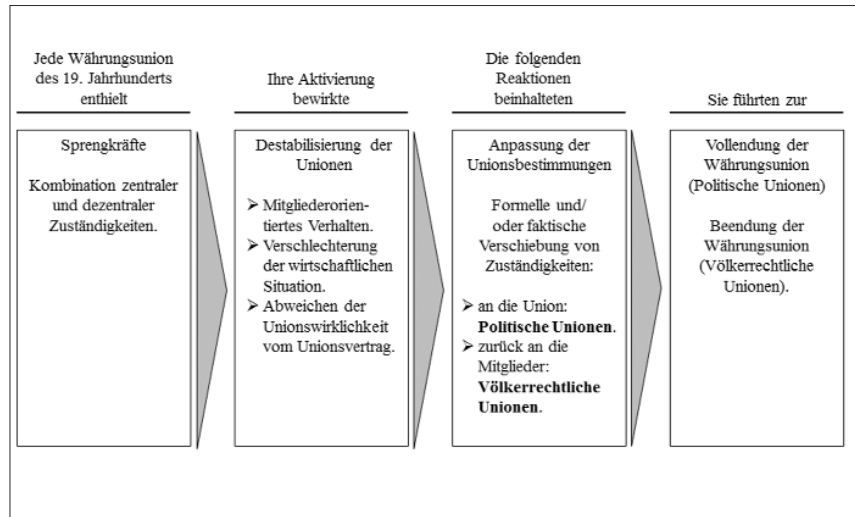 Jede Währungsunion
des 19. Jahrhunderts
enthielt
Sprengkräfte
Kombination zentraler
und dezentraler
Zuständigkeiten.
Ihre Aktivierung
bewirkte
Destabilisierung der
Unionen
➢ Mitgliederorien-
tiertes Verhalten.
➢ Verschlechterung
der wirtschaftlichen
Situation.
➢ Abweichen der
Unionswirklichkeit
vom Unionsvertrag.
Die folgenden
Reaktionen
beinhalteten
Anpassung der
Unionsbestimmungen
Formelle und/
oder faktische
Verschiebung von
Zuständigkeiten:
➢ an die Union:
Politische Unionen.
➢ zurück an die
Mitglieder:
Völkerrechtliche
Unionen.
Sie führten zur
Vollendung der
Währungsunion
(Politische Unionen)
Beendung der
Währungsunion
(Völkerrechtliche
Unionen).